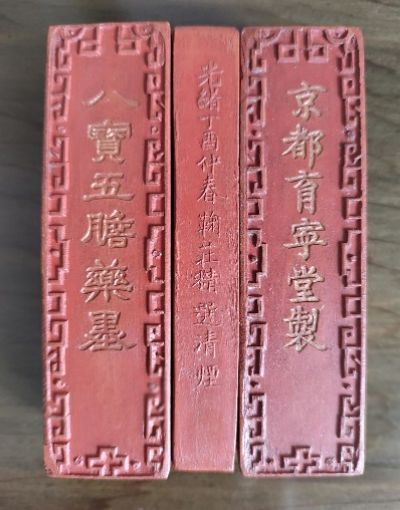 八寶五膽藥墨
光緒丁酉仲春鞠莊精選清煙
京都育寧堂製